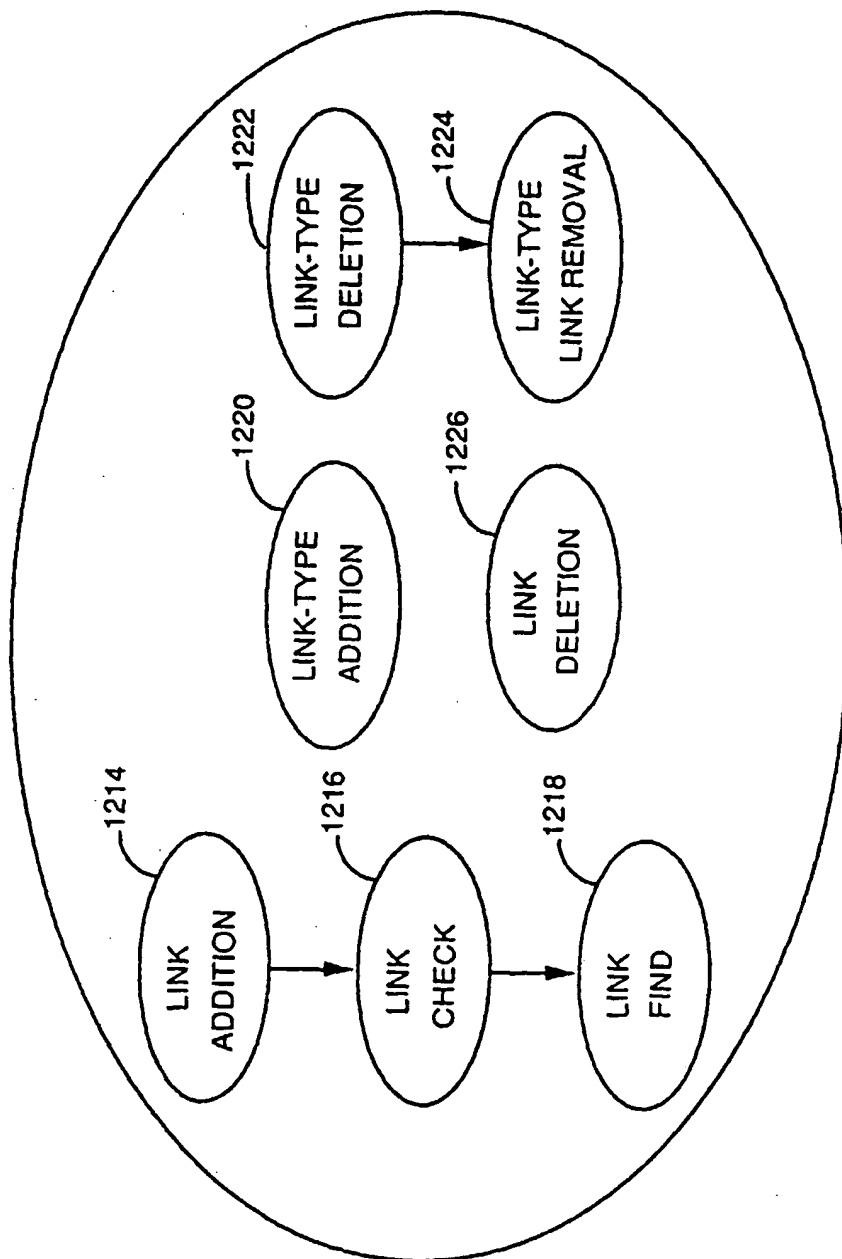 1214
LINK
ADDITION
1216
LINK
CHECK
1218
LINK
FIND
1220
LINK-TYPE
ADDITION
1226
LINK
DELETION
1222
LINK-TYPE
DELETION
1224
LINK-TYPE
LINK REMOVAL